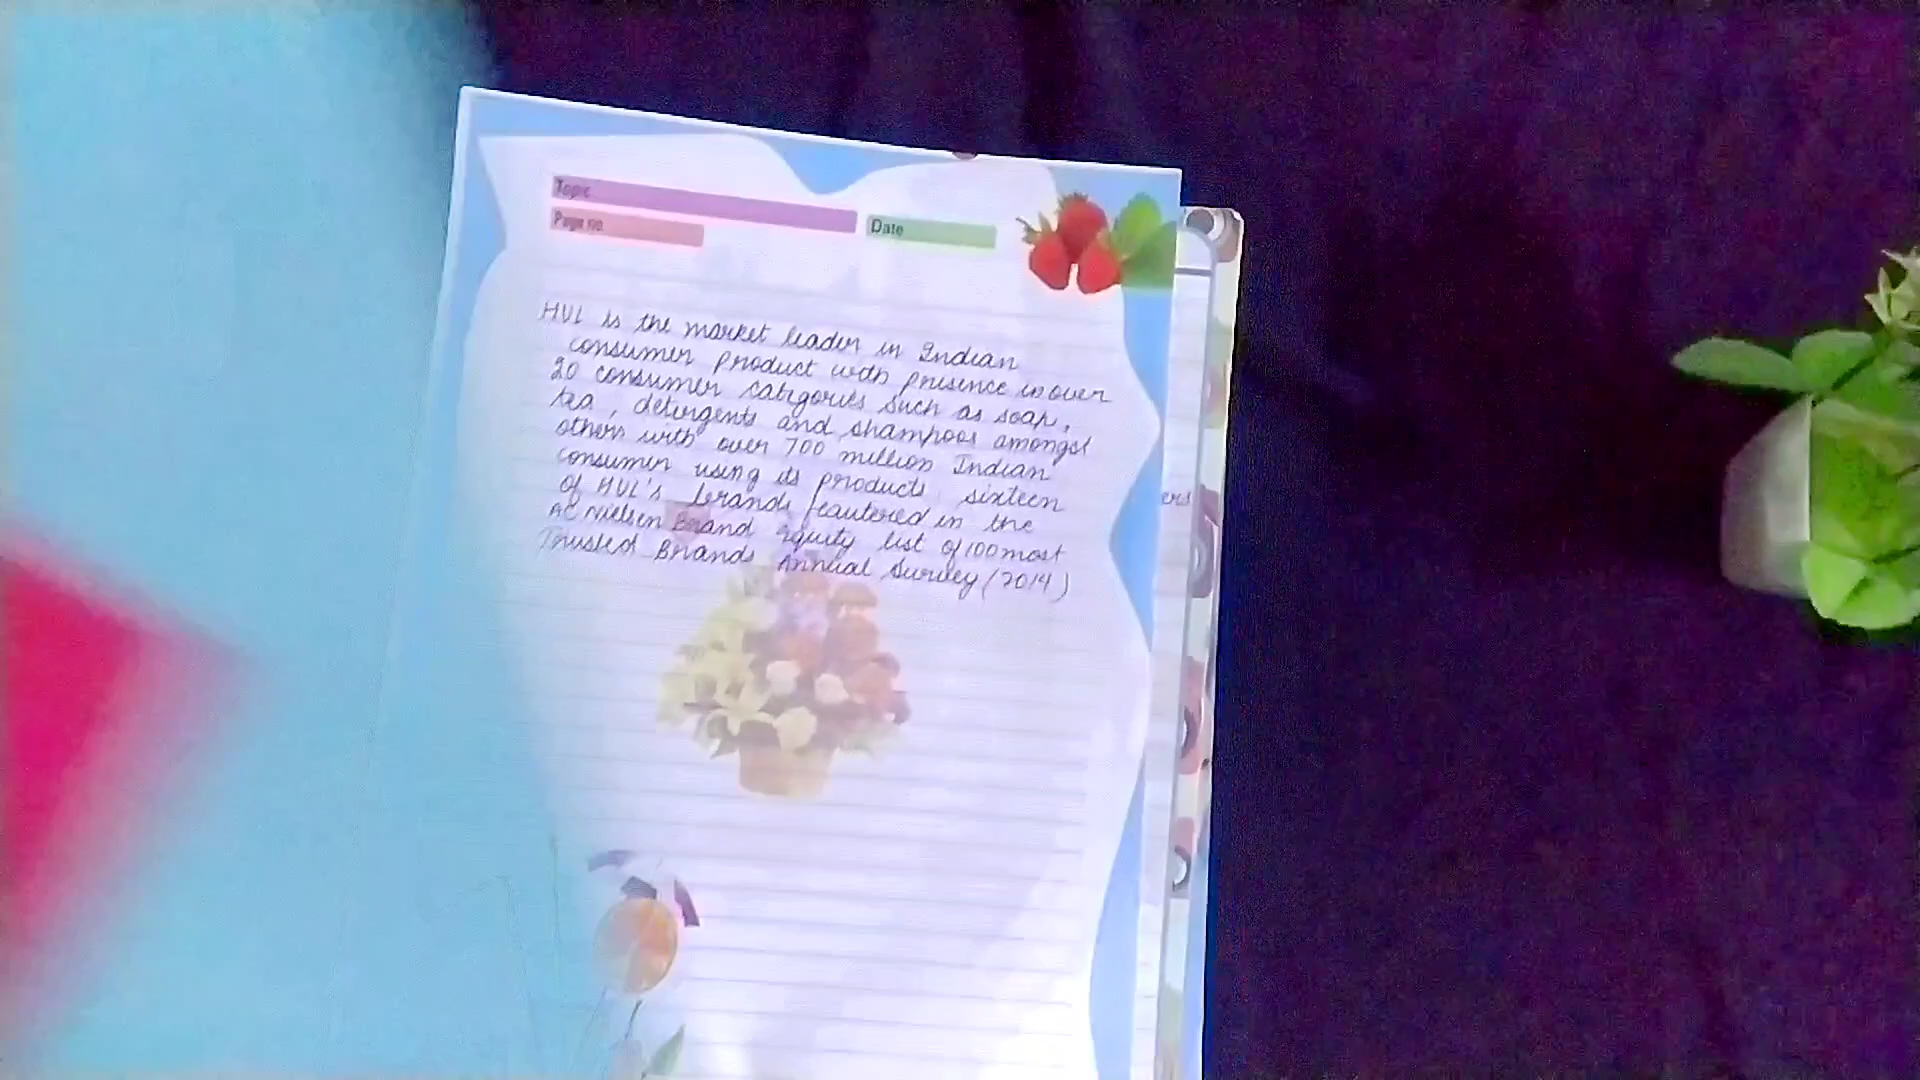 Topic
Page no
Date
HUL is the market leader in Indian
consumer product with presence in over
20 consumer categories such as soap,
tea, detergents and shampoos amongst
others with over 700 million Indian
consumer using its products. sixteen
of HUL's brands feautered in the
AC Nielsen Brand equity list of 100 most
Trusted Brands Annual Survey (2014)
ers